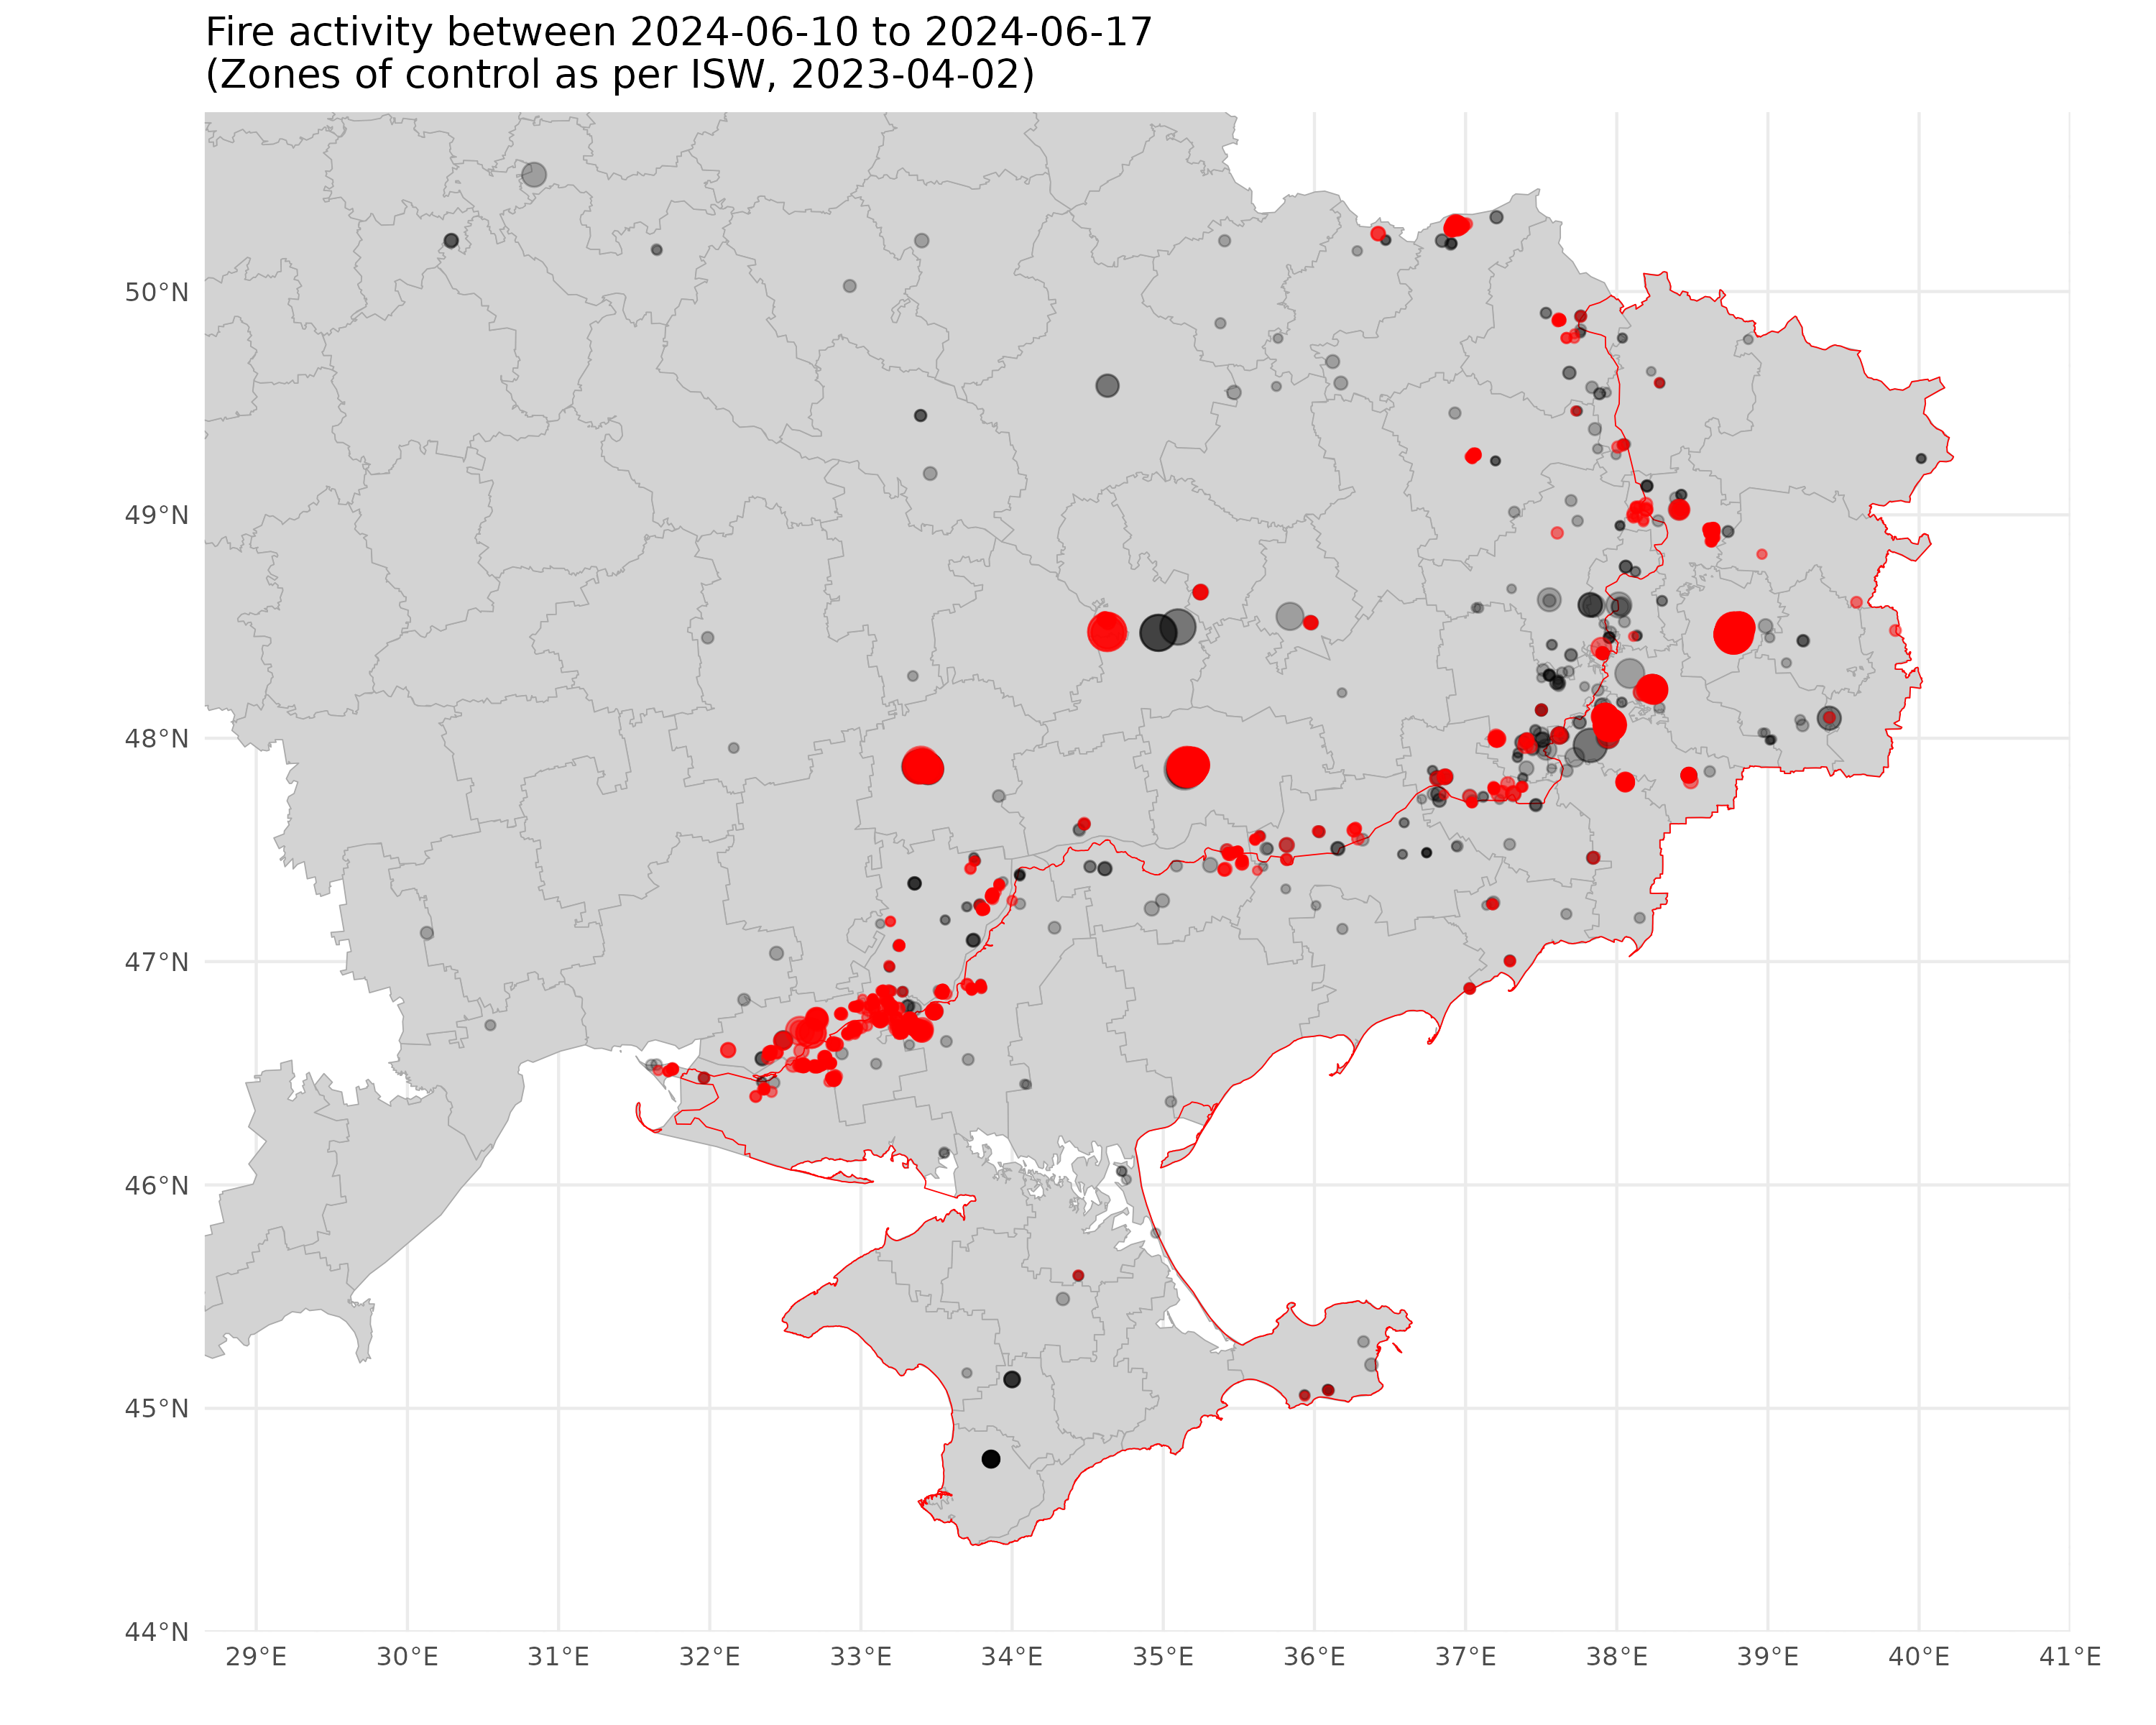 Fire activity between 2024-06-10 to 2024-06-17
(Zones of control as per ISW, 2023-04-02)
50°N
49°N
48°N
47°N
46°N
45°N
44°N
29°E 30°E 31°E 32°E 33°E 34°E 35°E 36°E 37°E 38°E 39°E 40°E 41°E